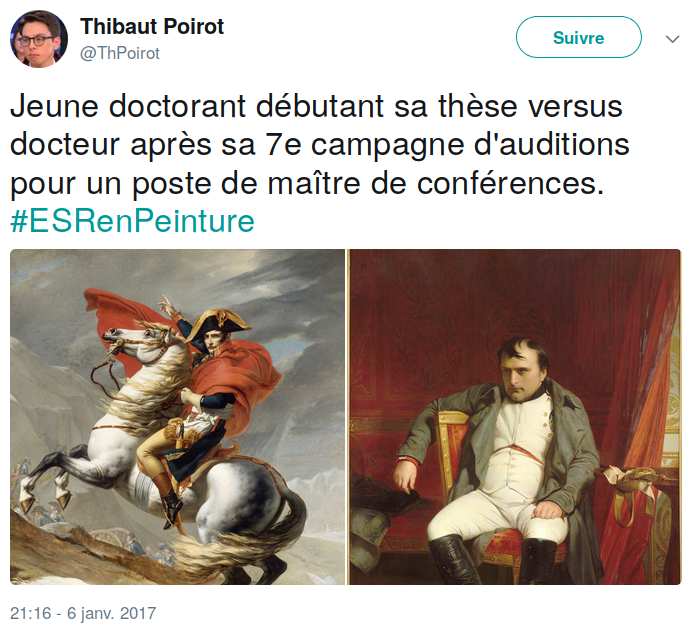 Thibaut Poirot
@ThPoirot
Suivre
Jeune doctorant débutant sa thèse versus
docteur après sa 7e campagne d'auditions
pour un poste de maître de conférences.
#ESRenPeinture
21:16 - 6 janv. 2017